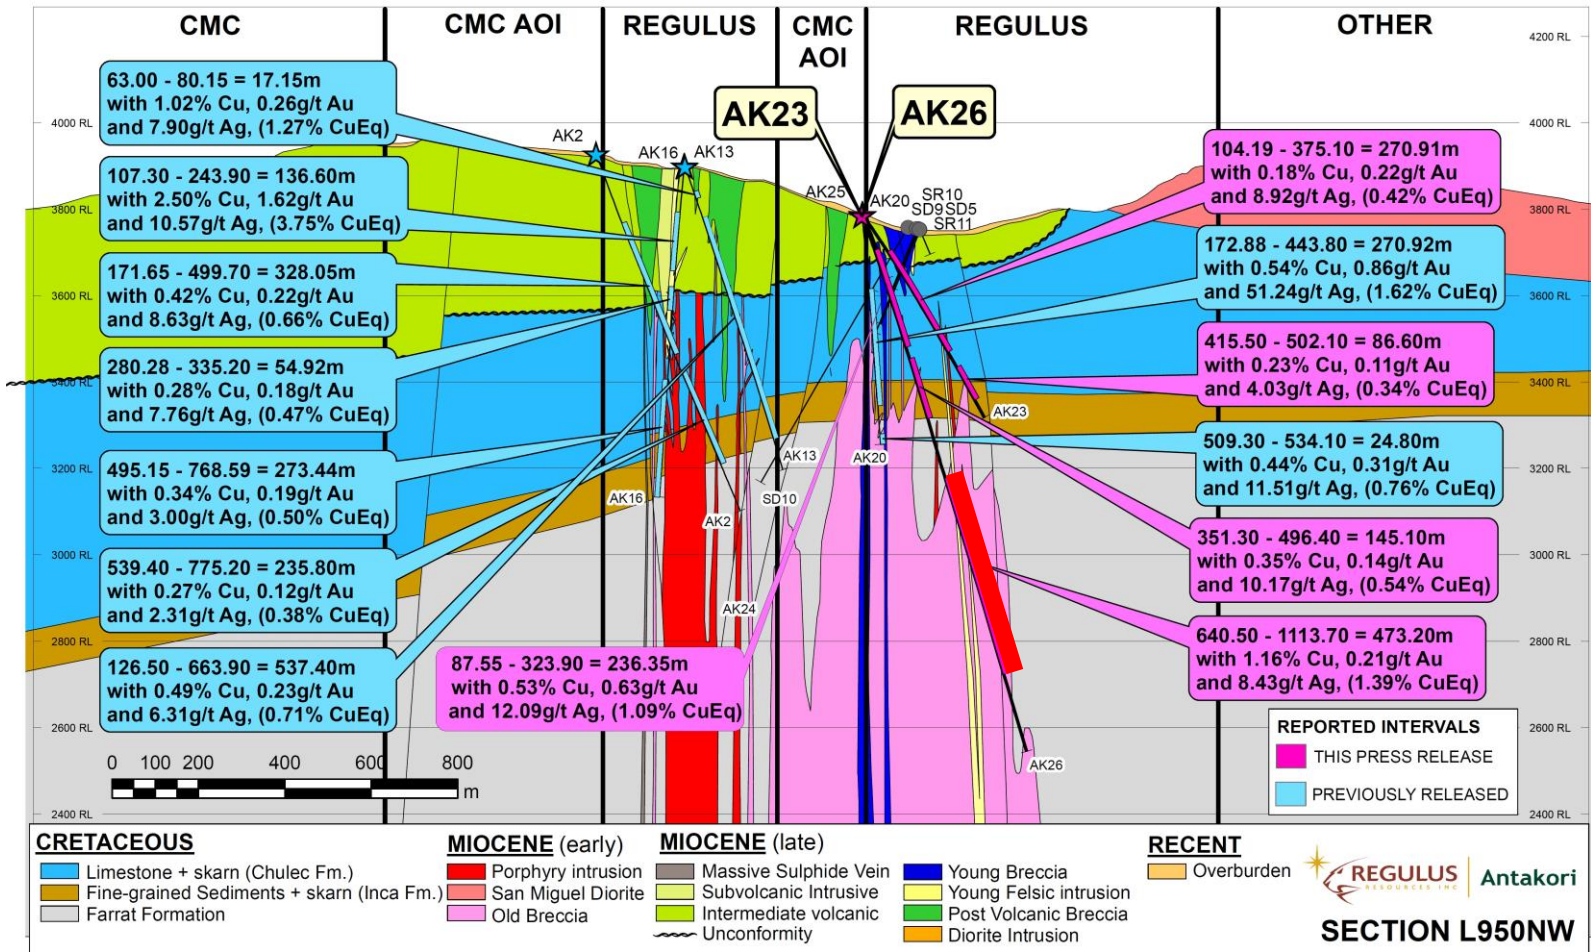 CMC
CMC AOI
REGULUS
CMC
AOI
REGULUS
OTHER
4200 RL
4000 RL
4000 RL
3800 RL
3800 RL
3600 RL
3600 RL
3400 RL
3400 RL
3200 RL
3200 RL
3000 RL
3000 RL
2800 RL
2800 RL
2600 RL
2600 RL
2400 RL
2400 RL
63.00 - 80.15 = 17.15m
with 1.02% Cu, 0.26g/t Au
and 7.90g/t Ag, (1.27% CuEq)
107.30 - 243.90 = 136.60m
with 2.50% Cu, 1.62g/t Au
and 10.57g/t Ag, (3.75% CuEq)
171.65 - 499.70 = 328.05m
with 0.42% Cu, 0.22g/t Au
and 8.63g/t Ag, (0.66% CuEq)
280.28 - 335.20 = 54.92m
with 0.28% Cu, 0.18g/t Au
and 7.76g/t Ag, (0.47% CuEq)
495.15 - 768.59 = 273.44m
with 0.34% Cu, 0.19g/t Au
and 3.00g/t Ag, (0.50% CuEq)
539.40 - 775.20 = 235.80m
with 0.27% Cu, 0.12g/t Au
and 2.31g/t Ag, (0.38% CuEq)
126.50 - 663.90 = 537.40m
with 0.49% Cu, 0.23g/t Au
and 6.31g/t Ag, (0.71% CuEq)
87.55 - 323.90 = 236.35m
with 0.53% Cu, 0.63g/t Au
and 12.09g/t Ag, (1.09% CuEq)
AK23
AK26
AK2
AK16
AK13
AK25
AK20
SR10
SD9 SD5
SR11
AK23
AK13
AK20
AK16
SD10
AK2
AK24
AK26
104.19 - 375.10 = 270.91m
with 0.18% Cu, 0.22g/t Au
and 8.92g/t Ag, (0.42% CuEq)
172.88 - 443.80 = 270.92m
with 0.54% Cu, 0.86g/t Au
and 51.24g/t Ag, (1.62% CuEq)
415.50 - 502.10 = 86.60m
with 0.23% Cu, 0.11g/t Au
and 4.03g/t Ag, (0.34% CuEq)
509.30 - 534.10 = 24.80m
with 0.44% Cu, 0.31g/t Au
and 11.51g/t Ag, (0.76% CuEq)
351.30 - 496.40 = 145.10m
with 0.35% Cu, 0.14g/t Au
and 10.17g/t Ag, (0.54% CuEq)
640.50 - 1113.70 = 473.20m
with 1.16% Cu, 0.21g/t Au
and 8.43g/t Ag, (1.39% CuEq)
REPORTED INTERVALS
THIS PRESS RELEASE
PREVIOUSLY RELEASED
0 100 200 400 600 800
m
CRETACEOUS
Limestone + skarn (Chulec Fm.)
Fine-grained Sediments + skarn (Inca Fm.)
Farrat Formation
MIOCENE (early)
Porphyry intrusion
San Miguel Diorite
Old Breccia
MIOCENE (late)
Massive Sulphide Vein
Subvolcanic Intrusive
Intermediate volcanic
Unconformity
Young Breccia
Young Felsic intrusion
Post Volcanic Breccia
Diorite Intrusion
RECENT
Overburden
REGULUS
RESOURCES INC
Antakori
SECTION L950NW